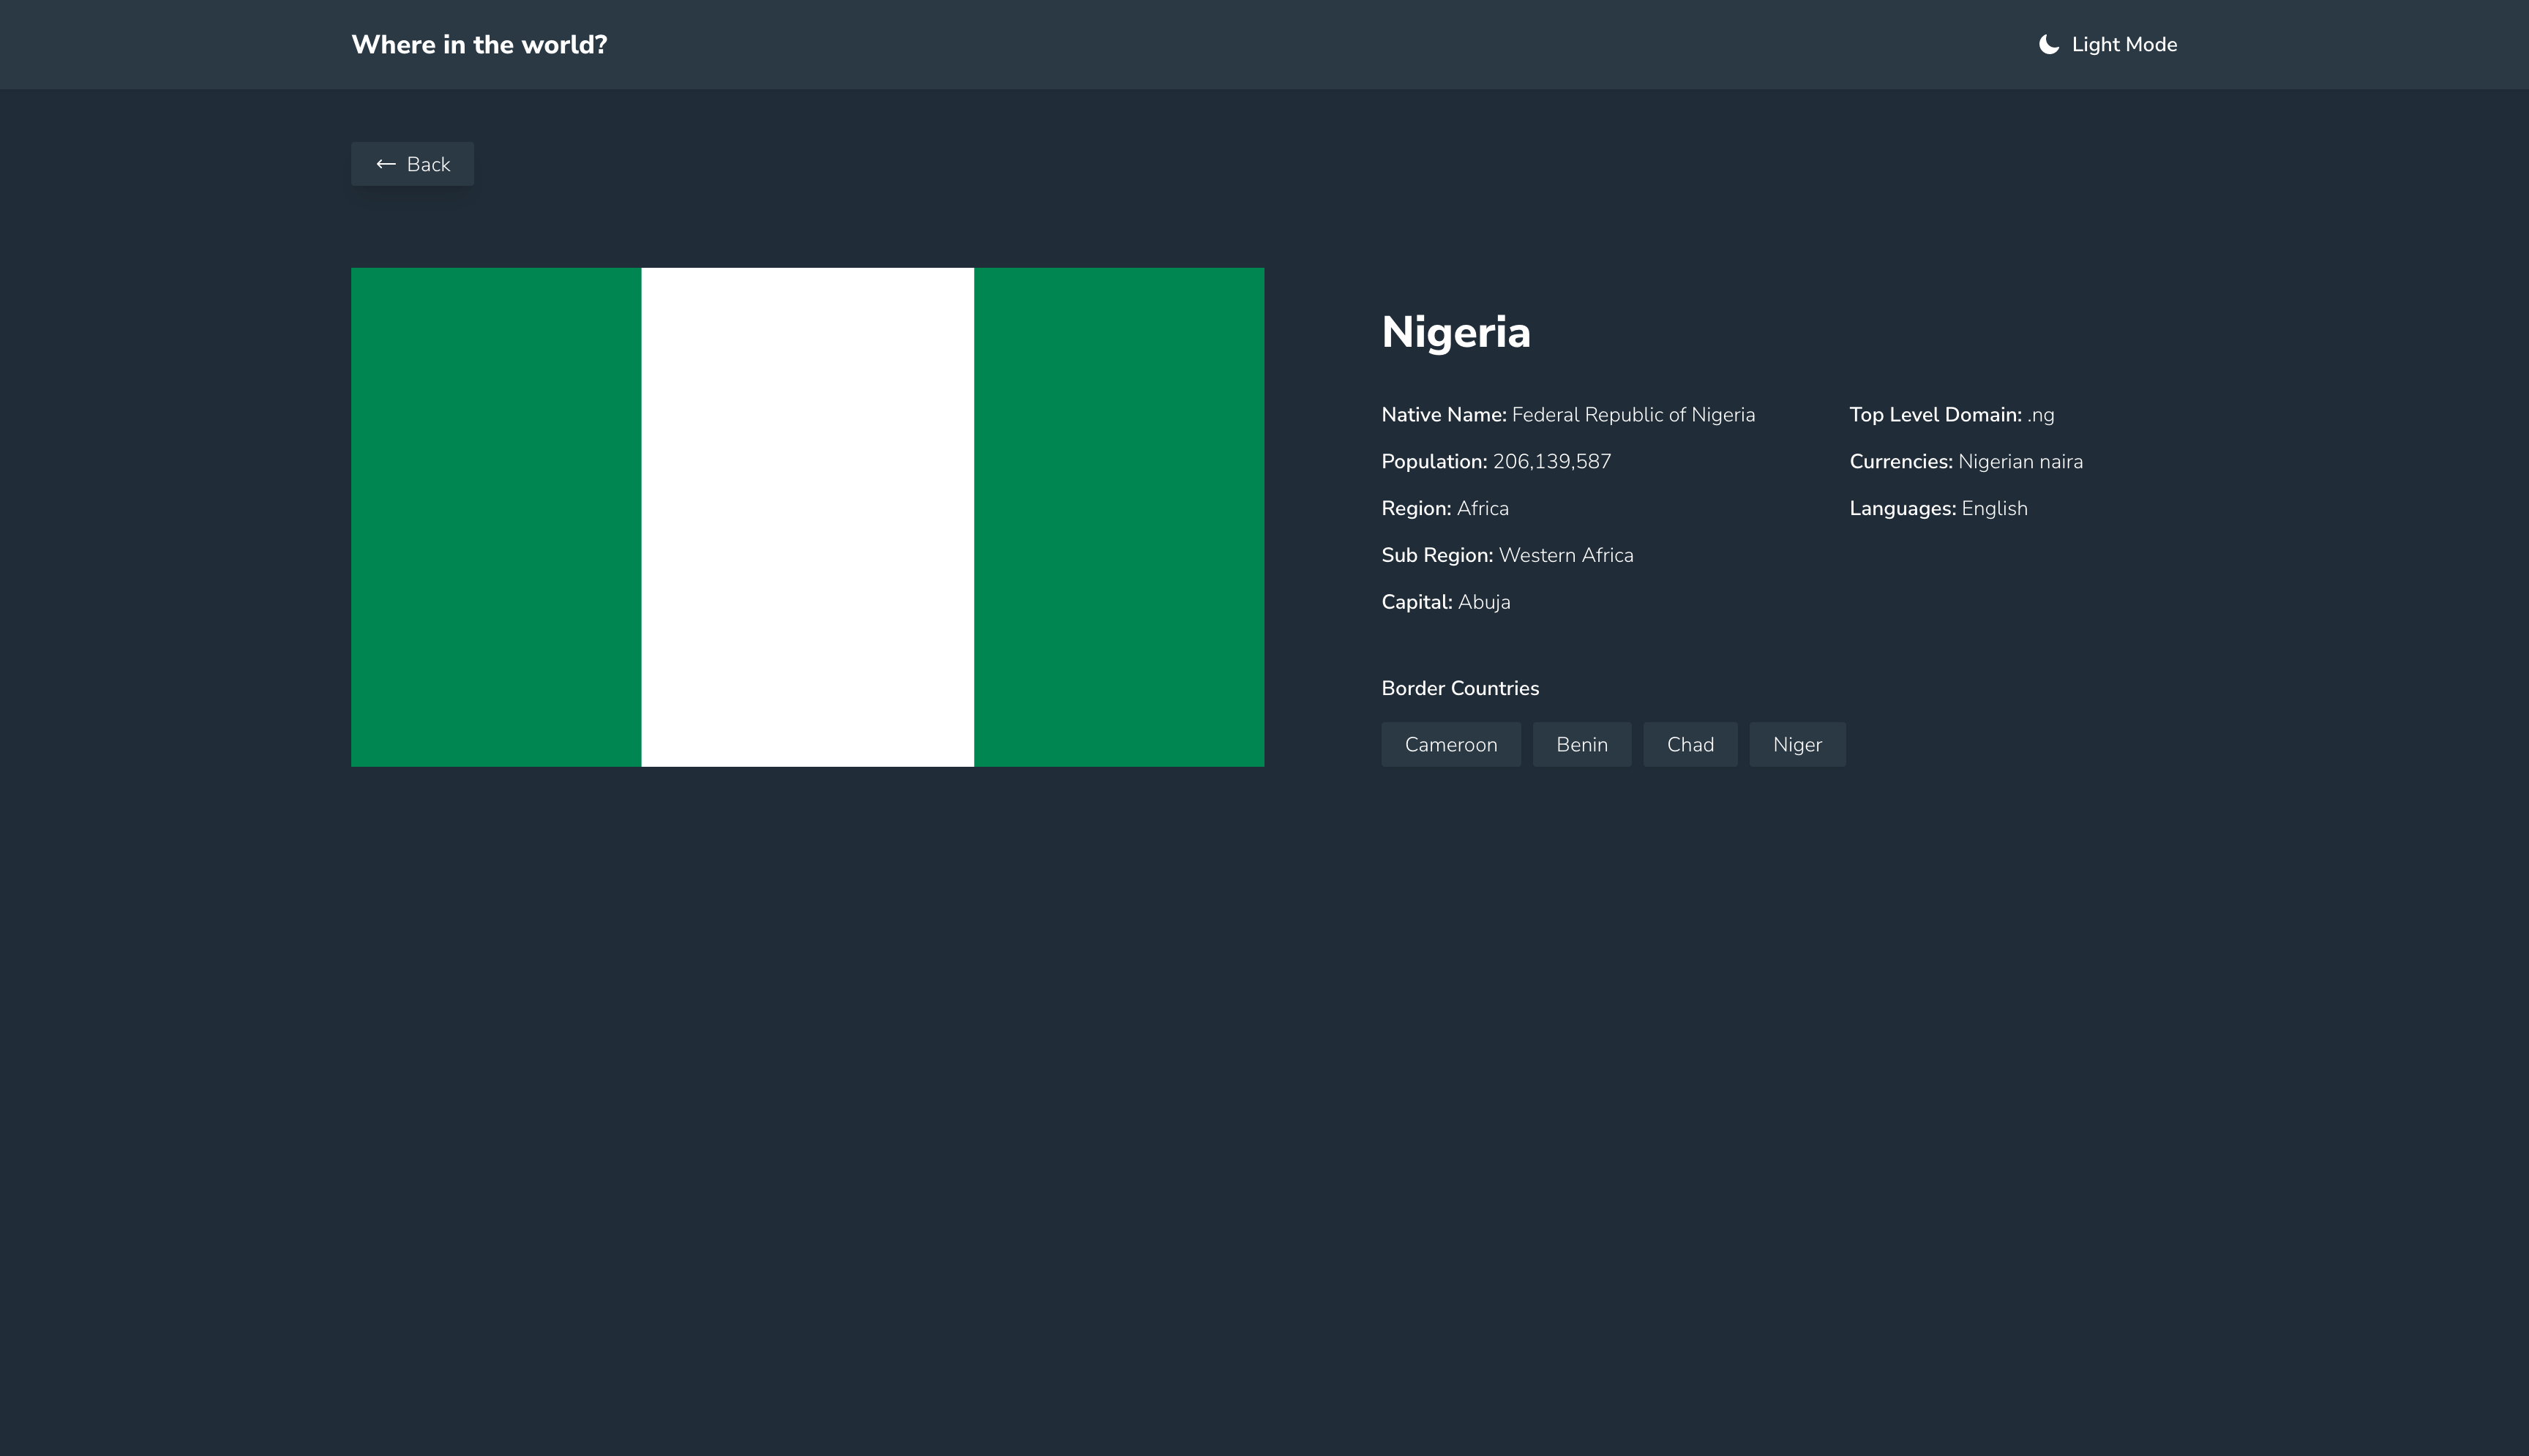 Where in the world?
Light Mode
Back
Nigeria
Native Name: Federal Republic of Nigeria
Population: 206,139,587
Region: Africa
Sub Region: Western Africa
Capital: Abuja
Top Level Domain: .ng
Currencies: Nigerian naira
Languages: English
Border Countries
Cameroon Benin Chad Niger